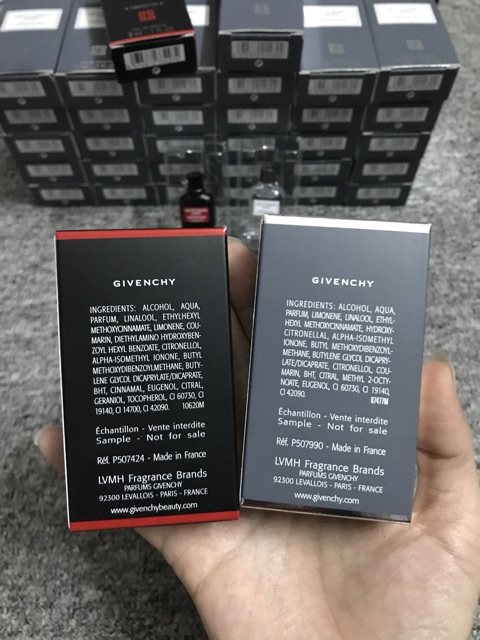 GIVENCHY
INGREDIENTS: ALCOHOL, AQUA,
PARFUM, LINALOOL, ETHYLHEXYL
METHOXYCINNAMATE, LIMONENE, COU-
MARIN, DIETHYLAMINO HYDROXYBEN-
ZOYL HEXYL BENZOATE, CITRONELLOL,
ALPHA-ISOMETHYL IONONE, BUTYL
METHOXYDIBENZOYLMETHANE, BUTY-
LENE GLYCOL DICAPRYLATE/DICAPRATE,
BHT, CINNAMAL, EUGENOL, CITRAL,
GERANIOL, TOCOPHEROL, CI 60730, CI
19140, CI 14700, CI 42090. 10620M
Échantillon - Vente interdite
Sample - Not for sale
Réf. P507424 - Made in France
LVMH Fragrance Brands
PARFUMS GIVENCHY
92300 LEVALLOIS - PARIS - FRANCE
www.givenchybeauty.com
GIVENCHY
INGREDIENTS: ALCOHOL, AQUA,
PARFUM, LIMONENE, LINALOOL, ETHYL-
HEXYL METHOXYCINNAMATE, HYDROXY-
CITRONELLAL, ALPHA-ISOMETHYL
IONONE, BUTYL METHOXYDIBENZOYL-
METHANE, BUTYLENE GLYCOL DICAPRY-
LATE/DICAPRATE, CITRONELLOL, COU-
MARIN, BHT, CITRAL, METHYL 2-OCTY-
NOATE, EUGENOL, CI 60730, CI 19140,
CI 42090.
Échantillon - Vente interdite
Sample - Not for sale
Réf. P507990 - Made in France
LVMH Fragrance Brands
PARFUMS GIVENCHY
92300 LEVALLOIS - PARIS - FRANCE
www.givenchy.com